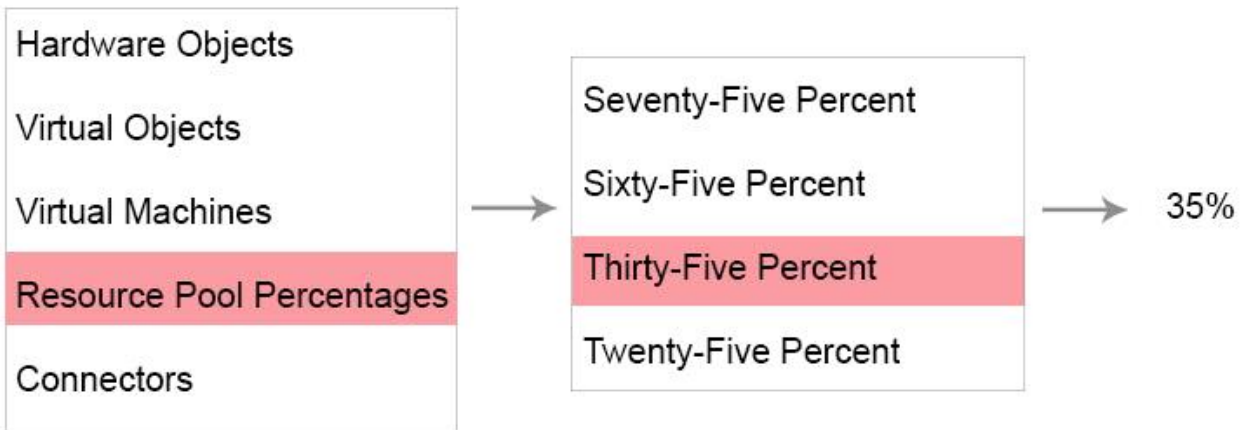 Hardware Objects
Virtual Objects
Virtual Machines
Resource Pool Percentages
Connectors
Seventy-Five Percent
Sixty-Five Percent
Thirty-Five Percent
Twenty-Five Percent
35%